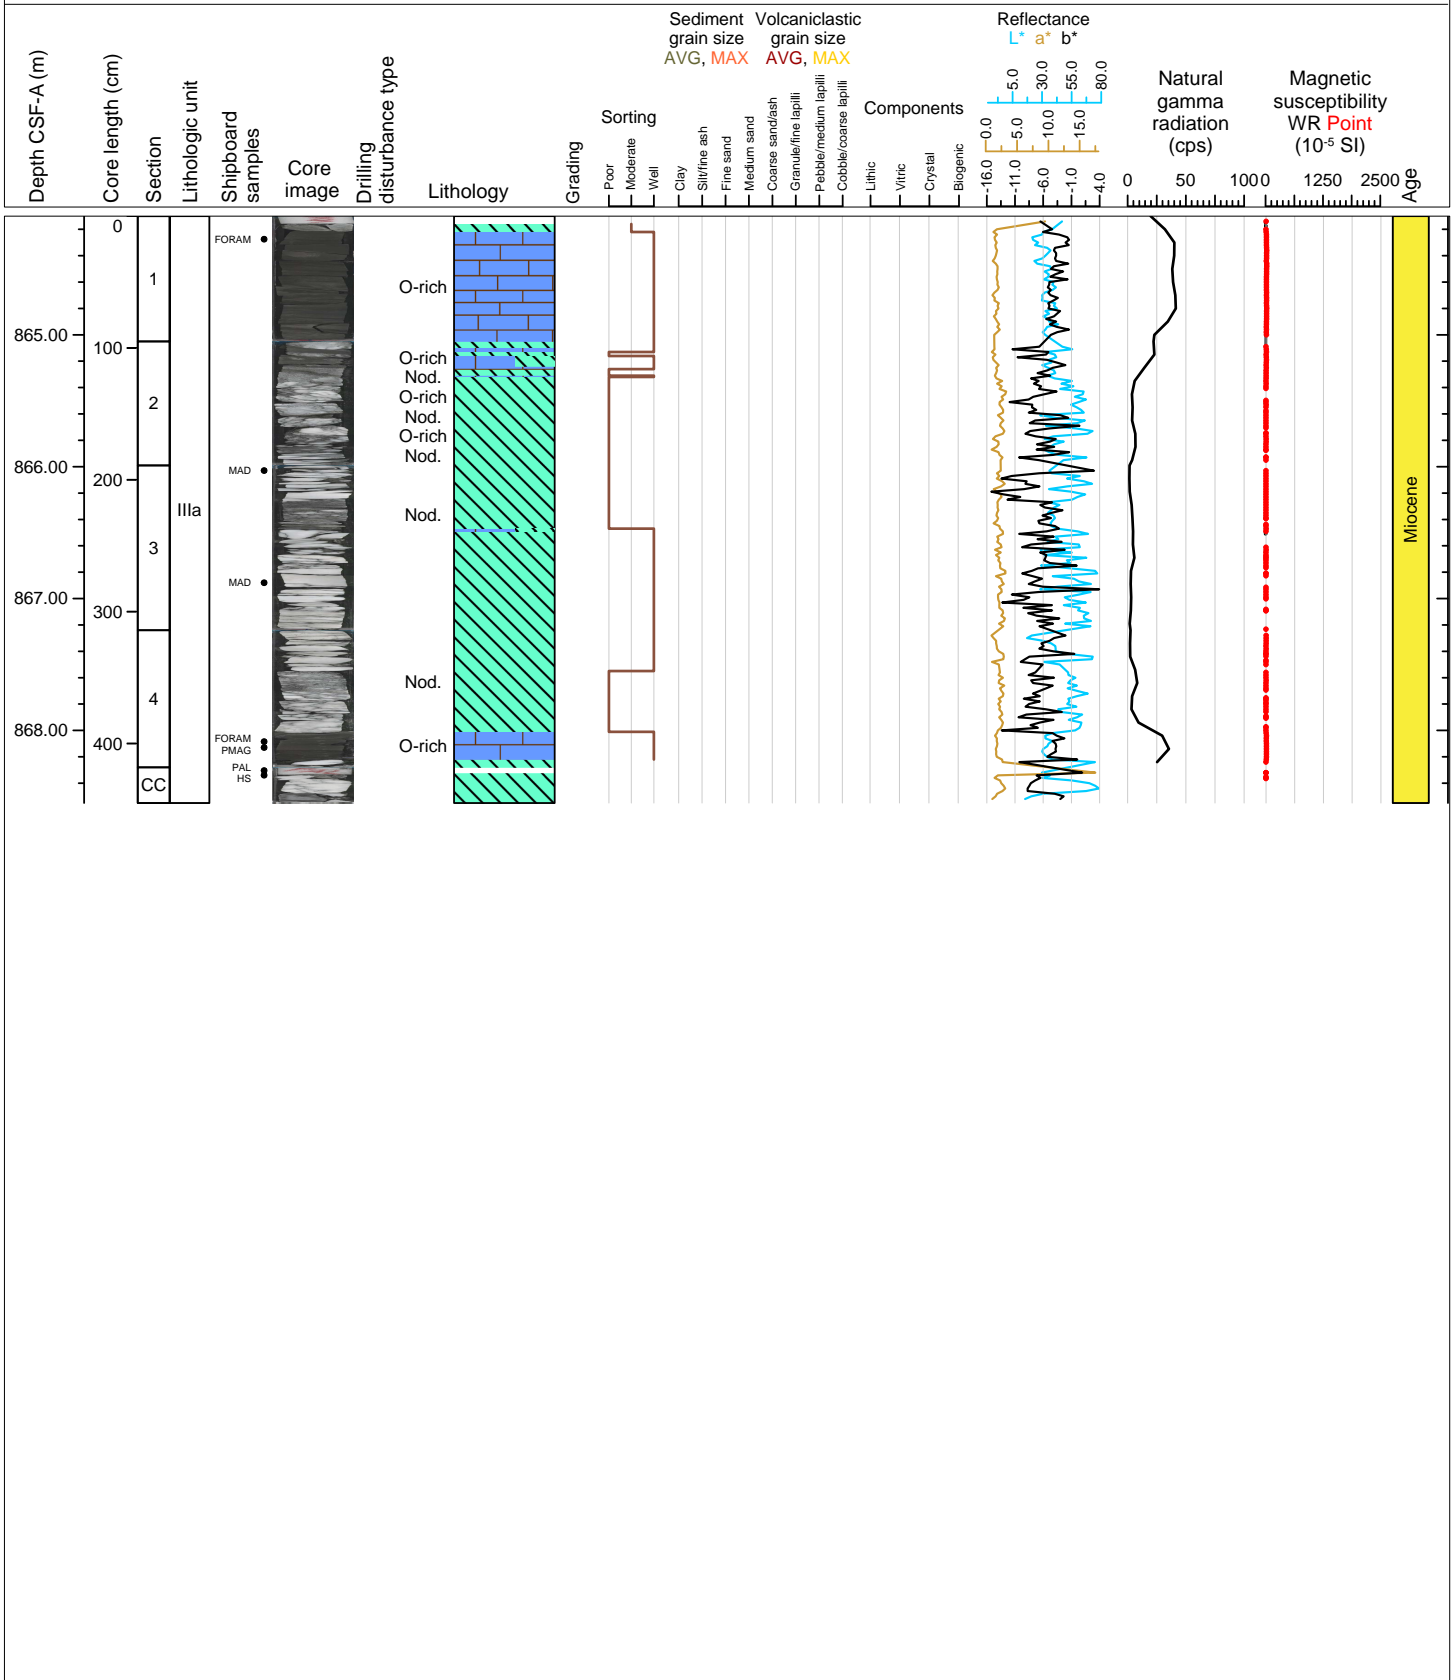 Depth CSF-A (m)
Core length (cm)
Section
Lithologic unit
Shipboard
samples
Core
image
Drilling
disturbance type
Lithology
Grading
Sorting
Poor
Moderate
Well
Sediment
grain size
AVG, MAX
Volcaniclastic
grain size
AVG, MAX
Clay
Silt/fine ash
Fine sand
Medium sand
Coarse sand/ash
Granule/fine lapilli
Pebble/medium lapilli
Cobble/coarse lapilli
Components
Lithic
Vitric
Crystal
Biogenic
Reflectance
L* a* b*
5.0 30.0 55.0 80.0
0.0 5.0 10.0 15.0
-16.0 -11.0 -6.0 -1.0 4.0
Natural
gamma
radiation
(cps)
0 50 100
Magnetic
susceptibility
WR Point
(10-5 SI)
0 0 1250 2500
Age
0
FORAM
1
O-rich
865.00
100
O-rich
Nod.
O-rich
2
Nod.
O-rich
Nod.
866.00
MAD
200
IIIa
Nod.
Miocene
3
MAD
867.00
300
Nod.
4
868.00
FORAM
400
PMAG
O-rich
PAL
HS
CC